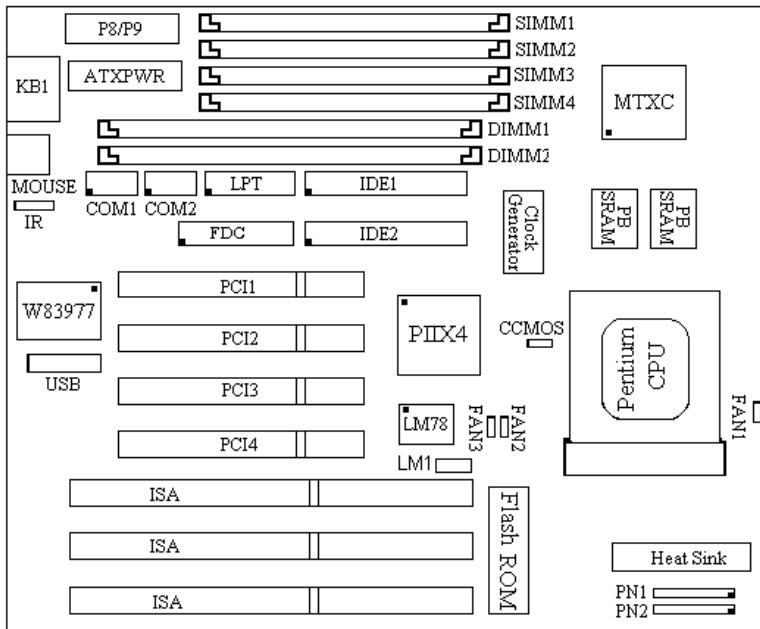 P8/P9
SIMM1
SIMM2
ATXPWR
SIMM3
KB1
SIMM4
MTXC
DIMM1
DIMM2
MOUSE
IR
COM1
COM2
LPT
IDE1
FDC
IDE2
Clock
Generator
PB
SRAM
PB
SRAM
W83977
USB
PCI1
PCI2
PCI3
PCI4
PIIX4
CCMOS
Pentium
CPU
LM78
FAN3
FAN2
FAN1
LM1
ISA
ISA
ISA
Flash ROM
Heat Sink
PN1
PN2